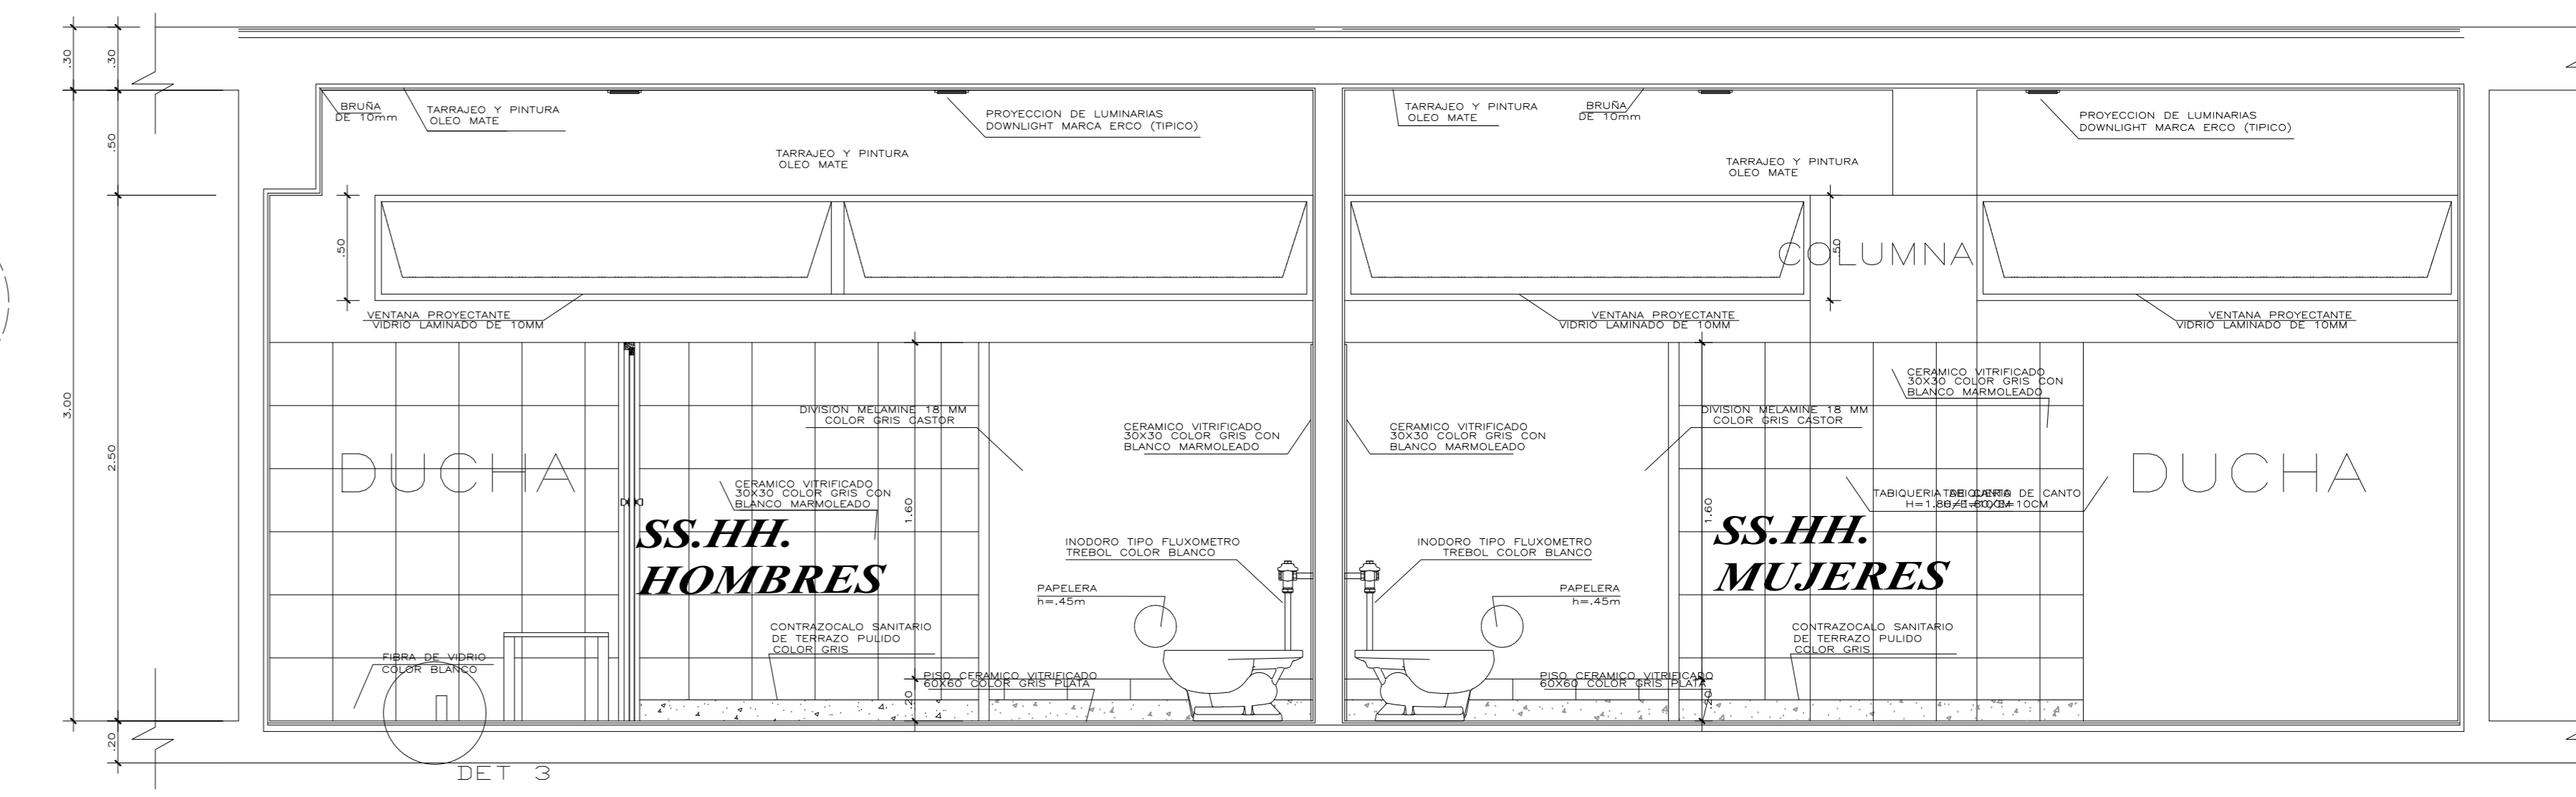 .30
.30
BRUÑA
DE 10mm
TARRAJEO Y PINTURA
OLEO MATE
PROYECCION DE LUMINARIAS
DOWNLIGHT MARCA ERCO (TIPICO)
TARRAJEO Y PINTURA
OLEO MATE
TARRAJEO Y PINTURA
OLEO MATE
BRUÑA
DE 10mm
PROYECCION DE LUMINARIAS
DOWNLIGHT MARCA ERCO (TIPICO)
TARRAJEO Y PINTURA
OLEO MATE
.50
.50
.50
COLUMNA
VENTANA PROYECTANTE
VIDRIO LAMINADO DE 10MM
VENTANA PROYECTANTE
VIDRIO LAMINADO DE 10MM
VENTANA PROYECTANTE
VIDRIO LAMINADO DE 10MM
3.00
2.50
DIVISION MELAMINE 18 MM
COLOR GRIS CASTOR
CERAMICO VITRIFICADO
30X30 COLOR GRIS CON
BLANCO MARMOLEADO
CERAMICO VITRIFICADO
30X30 COLOR GRIS CON
BLANCO MARMOLEADO
DIVISION MELAMINE 18 MM
COLOR GRIS CASTOR
CERAMICO VITRIFICADO
30X30 COLOR GRIS CON
BLANCO MARMOLEADO
DUCHA
CERAMICO VITRIFICADO
30X30 COLOR GRIS CON
BLANCO MARMOLEADO
1.60
1.60
TABIQUERIA DE CANTO
H=1.80/E=10CM
DUCHA
SS.HH.
HOMBRES
INODORO TIPO FLUXOMETRO
TREBOL COLOR BLANCO
INODORO TIPO FLUXOMETRO
TREBOL COLOR BLANCO
SS.HH.
MUJERES
PAPELERA
h=.45m
PAPELERA
h=.45m
CONTRAZOCALO SANITARIO
DE TERRAZO PULIDO
COLOR GRIS
CONTRAZOCALO SANITARIO
DE TERRAZO PULIDO
COLOR GRIS
FIBRA DE VIDRIO
COLOR BLANCO
PISO CERAMICO VITRIFICADO
60X60 COLOR GRIS PLATA
PISO CERAMICO VITRIFICADO
60X60 COLOR GRIS PLATA
.20
.20
.20
DET 3